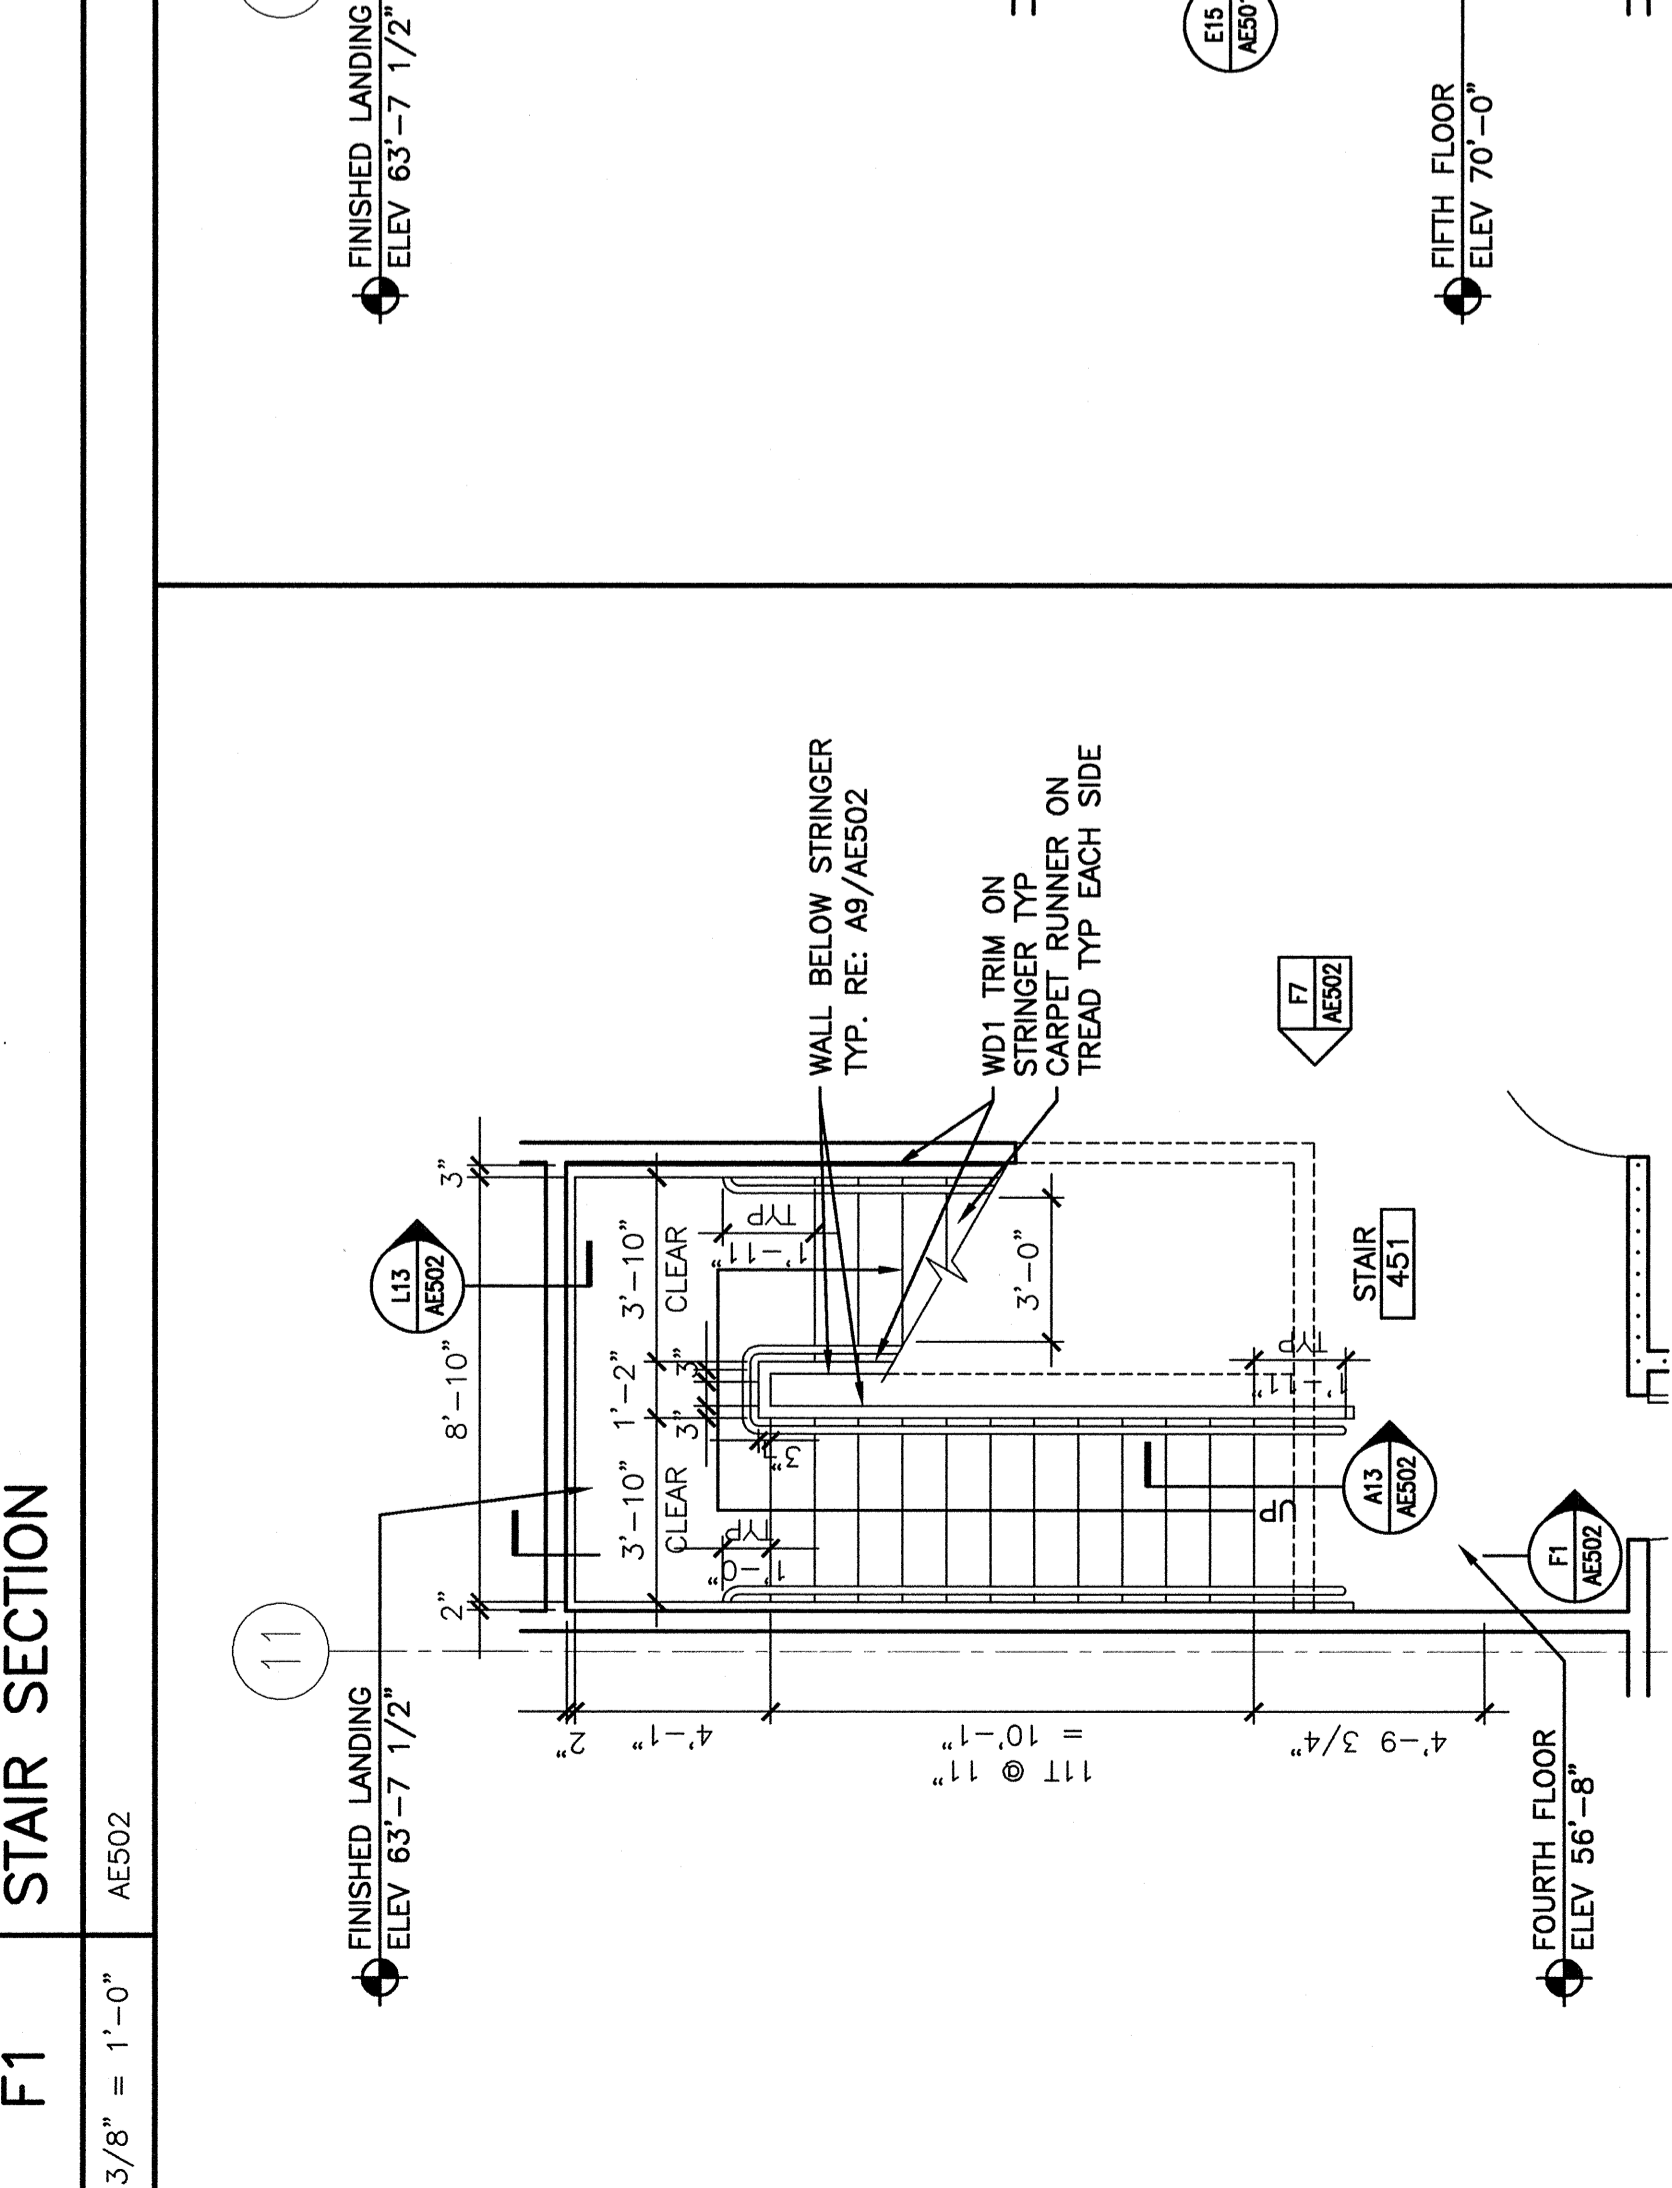 F1
STAIR SECTION
3/8" = 1'-0"
AE502
FINISHED LANDING
ELEV 63'-7 1/2"
FINISHED LANDING
ELEV 63'-7 1/2"
11
2"
8'-10"
3"
L13
AE502
3'-10"
CLEAR
1'-2"
3'-10"
CLEAR
3"
3"
3"
1'-0"
TYP
1'-11"
TYP
2"
4'-1"
11T @ 11"
= 10'-1"
4'-9 3/4"
WALL BELOW STRINGER
TYP. RE: A9/AE502
WD1 TRIM ON
STRINGER TYP
CARPET RUNNER ON
TREAD TYP EACH SIDE
3'-0"
UP
1'-11"
TYP
STAIR
451
F7
AE502
A13
AE502
F1
AE502
FOURTH FLOOR
ELEV 56'-8"
E15
FIFTH FLOOR
ELEV 70'-0"